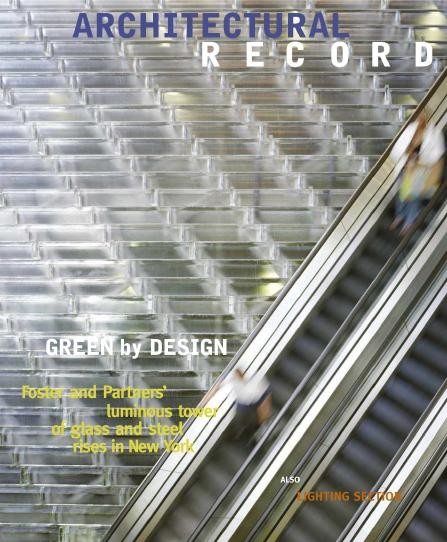 ARCHITECTURAL
RECORD
GREEN by DESIGN
Foster and Partners'
luminous tower
of glass and steel
rises in New York
ALSO
LIGHTING SECTION